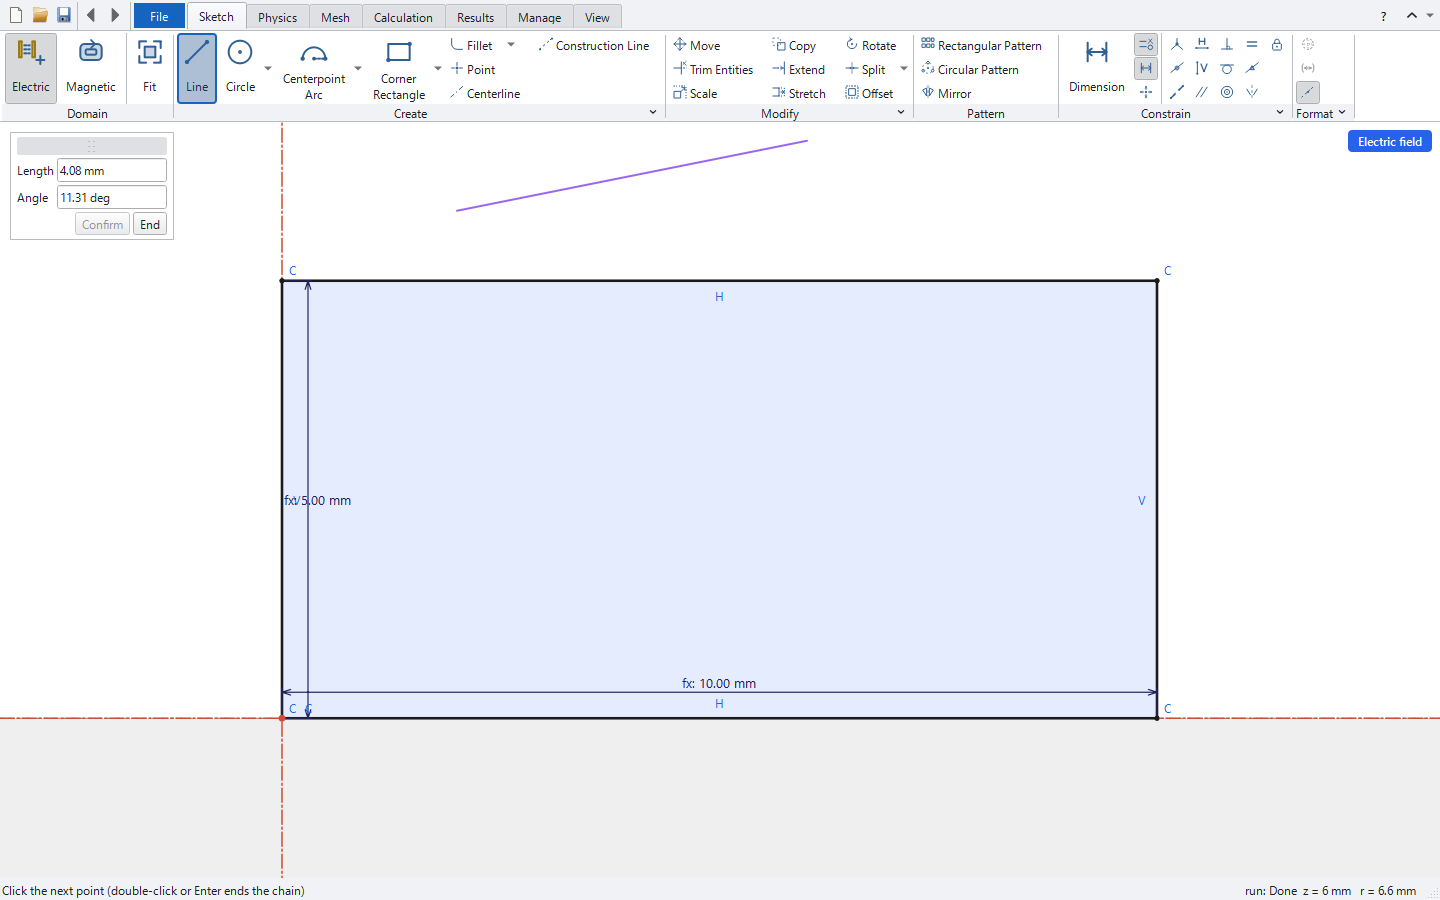 File Sketch Physics Mesh Calculation Results Manage View ?
Electric Magnetic Fit Line Circle Centerpoint Arc Corner Rectangle
Fillet Construction Line
Point
Centerline
Move Copy Rotate
Trim Entities Extend Split
Scale Stretch Offset
Rectangular Pattern
Circular Pattern
Mirror
Dimension
Domain Create Modify Pattern Constrain Format
Length 4.08 mm
Angle 11.31 deg
Confirm End
Electric field
C C
H
5.00 mm V
fx: 10.00 mm
C C H C
Click the next point (double-click or Enter ends the chain) run: Done z = 6 mm r = 6.6 mm